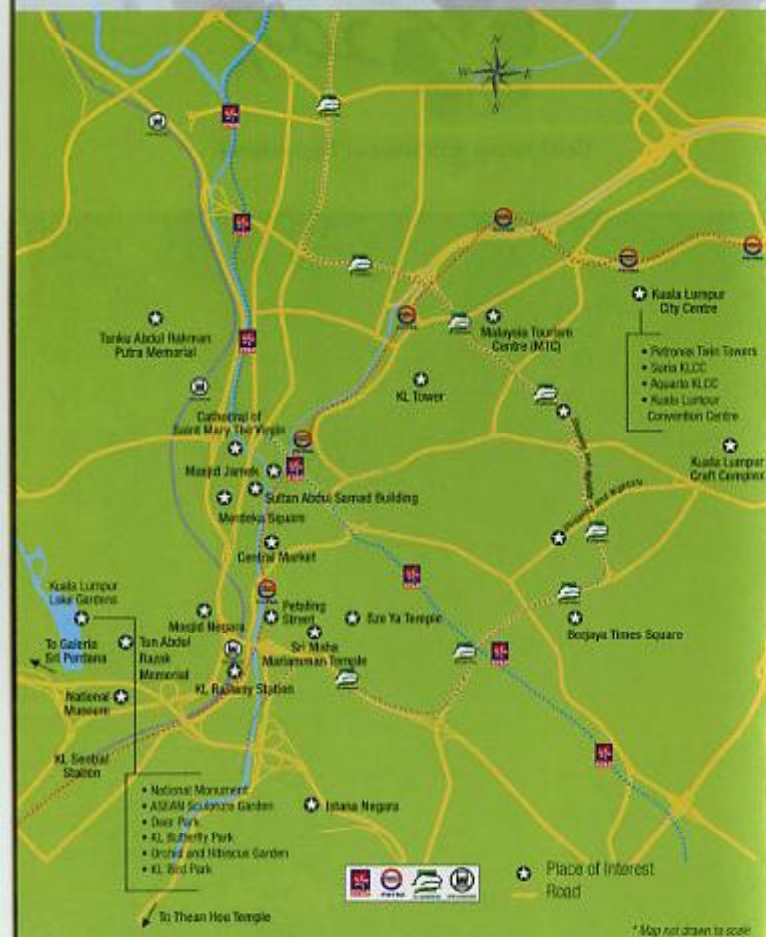 N
W
E
S
Kuala Lumpur
City Centre
• Petronas Twin Towers
• Suria KLCC
• Aquaria KLCC
• Kuala Lumpur
Convention Centre
Tunku Abdul Rahman
Putra Memorial
Malaysia Tourism
Centre (MTC)
KL Tower
Cathedral of
Saint Mary The Virgin
Kuala Lumpur
Craft Complex
Masjid Jamek
Sultan Abdul Samad Building
Merdeka Square
Central Market
Kuala Lumpur
Lake Gardens
Masjid Negara
Petaling
Street
Sze Ya Temple
To Galeria
Sri Perdana
Tun Abdul
Razak
Memorial
Sri Maha
Mariamman Temple
Berjaya Times Square
KL Railway Station
National
Museum
KL Sentral
Station
• National Monument
• ASEAN Sculpture Garden
• Deer Park
• KL Butterfly Park
• Orchid and Hibiscus Garden
• KL Bird Park
Istana Negara
Place of Interest
Road
To Thean Hou Temple
* Map not drawn to scale